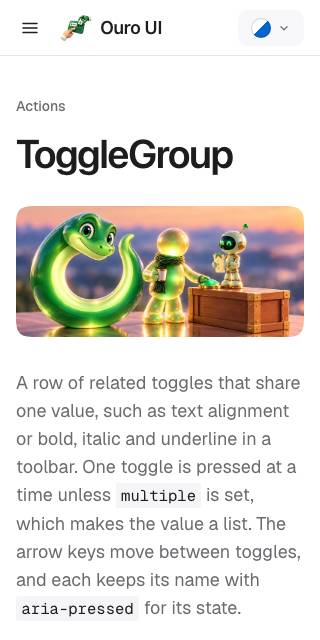 Ouro UI
Actions
ToggleGroup
A row of related toggles that share
one value, such as text alignment
or bold, italic and underline in a
toolbar. One toggle is pressed at a
time unless multiple is set,
which makes the value a list. The
arrow keys move between toggles,
and each keeps its name with
aria-pressed for its state.